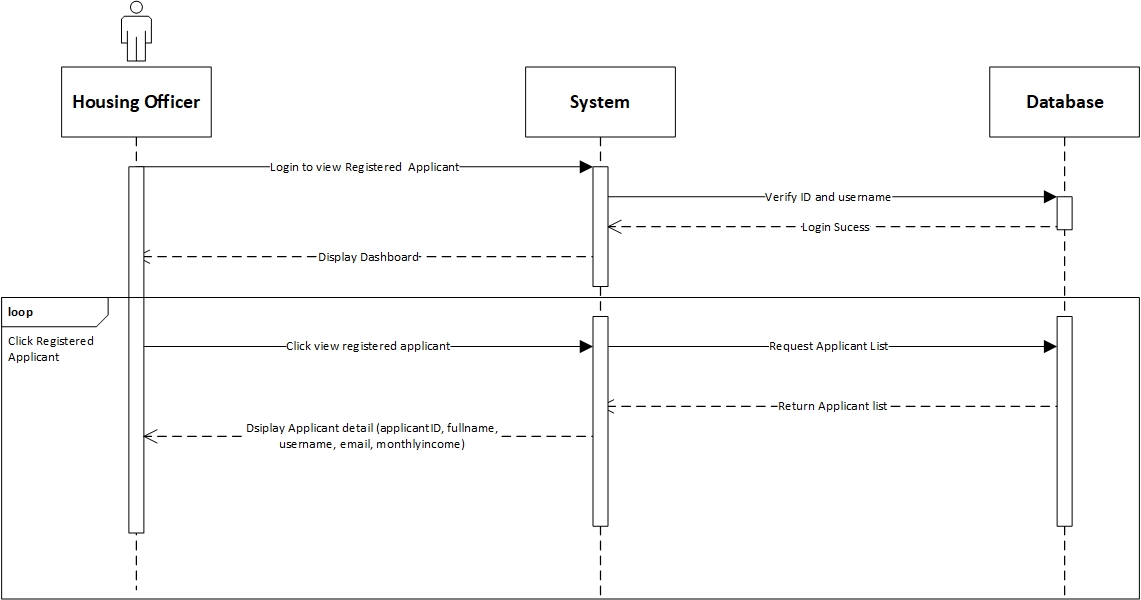 Housing Officer
System
Database
Login to view Registered  Applicant
Verify ID and username
Login Sucess
Display Dashboard
loop
Click Registered
Applicant
Click view registered applicant
Request Applicant List
Return Applicant list
Dsiplay Applicant detail (applicantID, fullname,
username, email, monthlyincome)